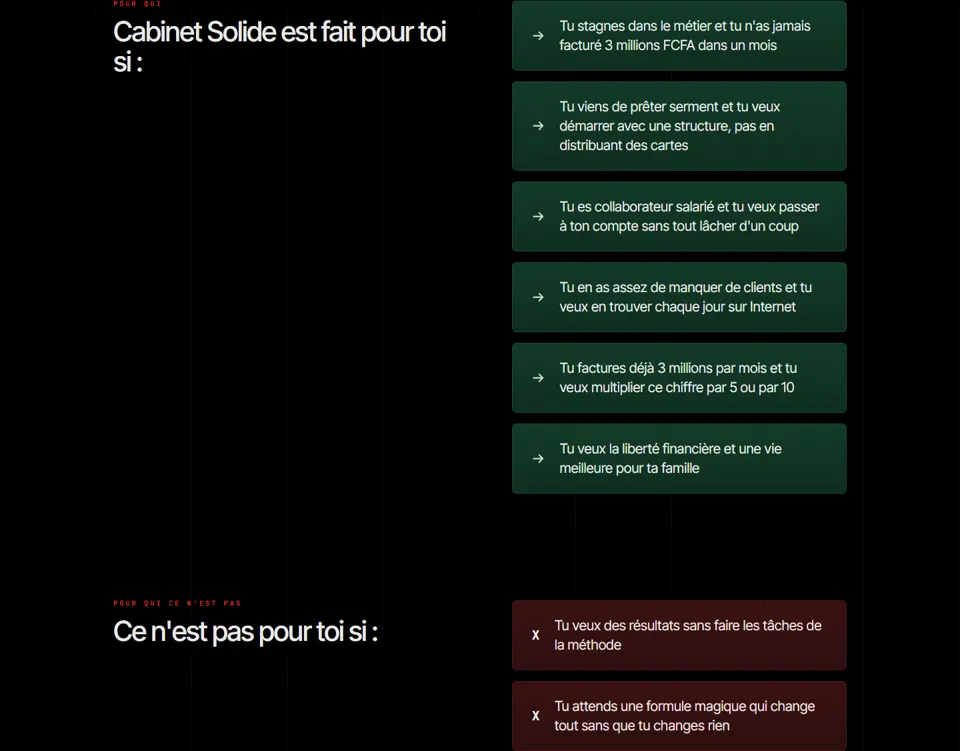 POUR QUI
Cabinet Solide est fait pour toi
si :
→ Tu stagnes dans le métier et tu n'as jamais
facturé 3 millions FCFA dans un mois
Tu viens de prêter serment et tu veux
→ démarrer avec une structure, pas en
distribuant des cartes
→ Tu es collaborateur salarié et tu veux passer
à ton compte sans tout lâcher d'un coup
→ Tu en as assez de manquer de clients et tu
veux en trouver chaque jour sur Internet
→ Tu factures déjà 3 millions par mois et tu
veux multiplier ce chiffre par 5 ou par 10
→ Tu veux la liberté financière et une vie
meilleure pour ta famille
POUR QUI CE N'EST PAS
Ce n'est pas pour toi si :
X Tu veux des résultats sans faire les tâches de
la méthode
X Tu attends une formule magique qui change
tout sans que tu changes rien